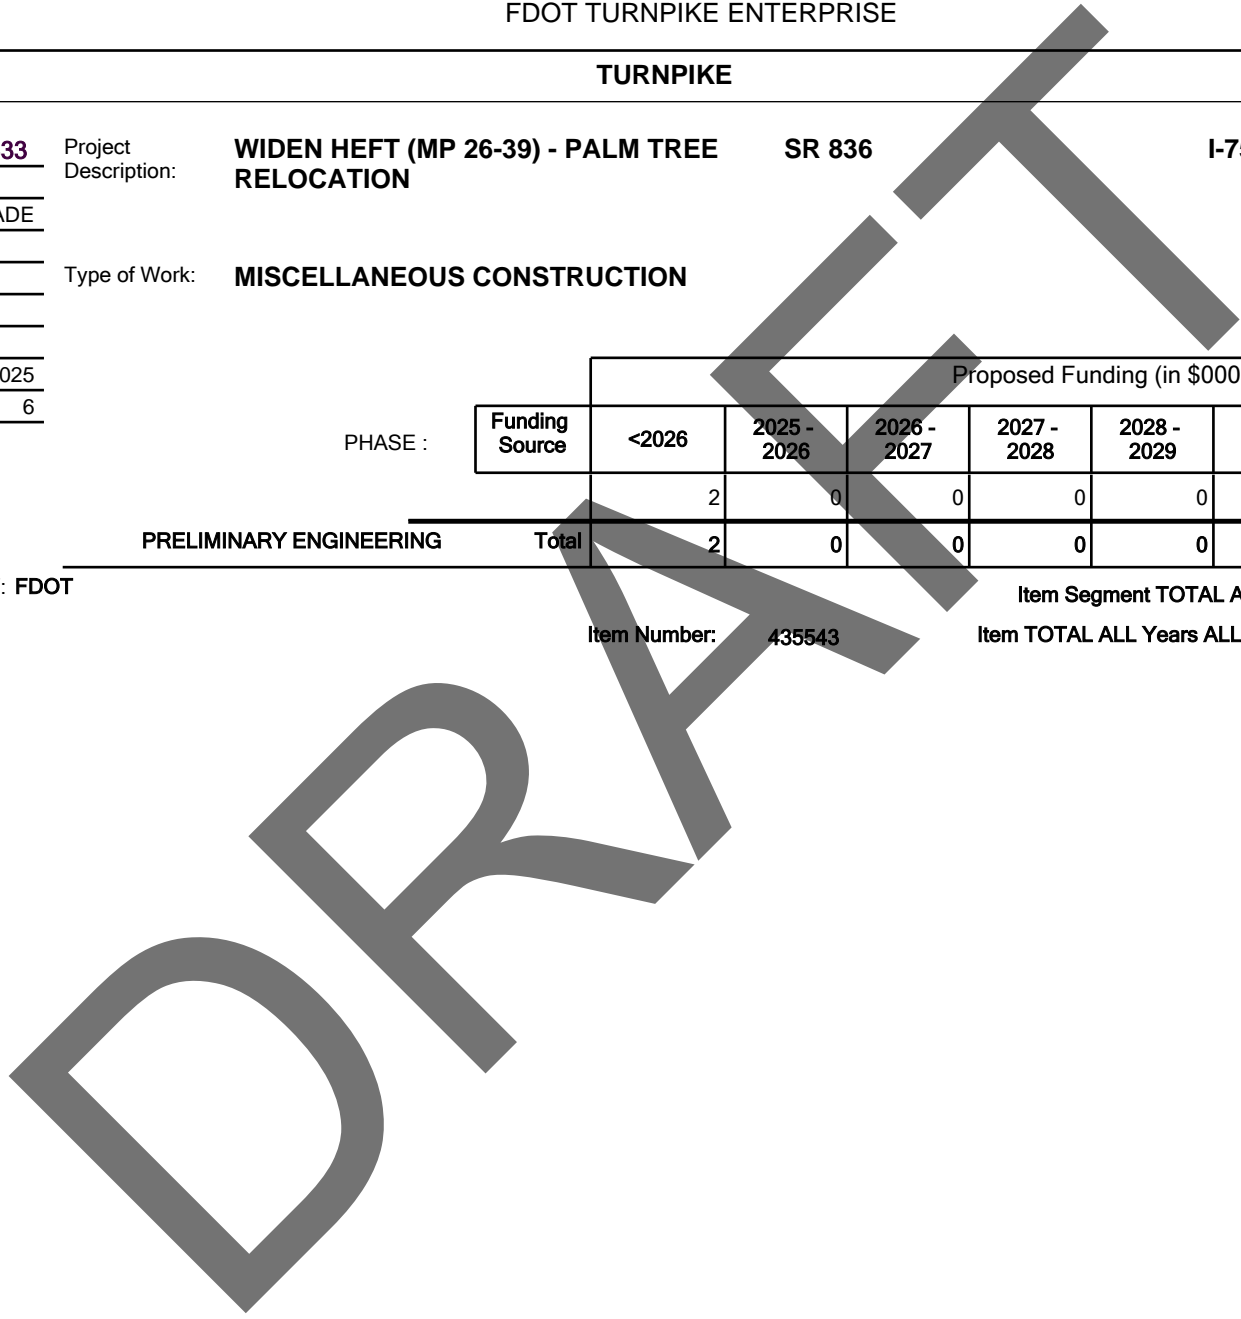 FDOT TURNPIKE ENTERPRISE
TURNPIKE
33 Project Description: WIDEN HEFT (MP 26-39) - PALM TREE RELOCATION SR 836 I-7
ADE
Type of Work: MISCELLANEOUS CONSTRUCTION
025
6
Proposed Funding (in $000
PHASE : Funding Source <2026 2025 - 2026 2026 - 2027 2027 - 2028 2028 - 2029
2 0 0 0 0
PRELIMINARY ENGINEERING Total 2 0 0 0 0
: FDOT
Item Segment TOTAL A
Item Number: 435543 Item TOTAL ALL Years ALL
DRAFT